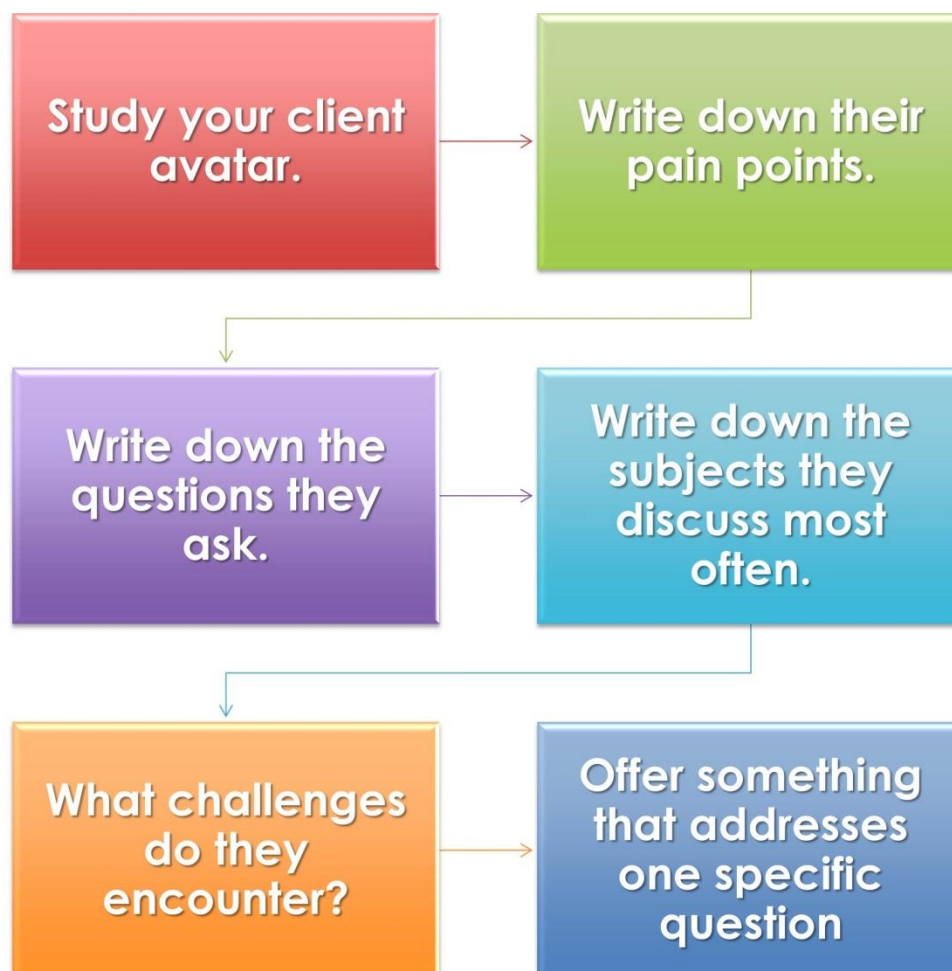 Study your client
avatar.
Write down their
pain points.
Write down the
questions they
ask.
Write down the
subjects they
discuss most
often.
What challenges
do they
encounter?
Offer something
that addresses
one specific
question